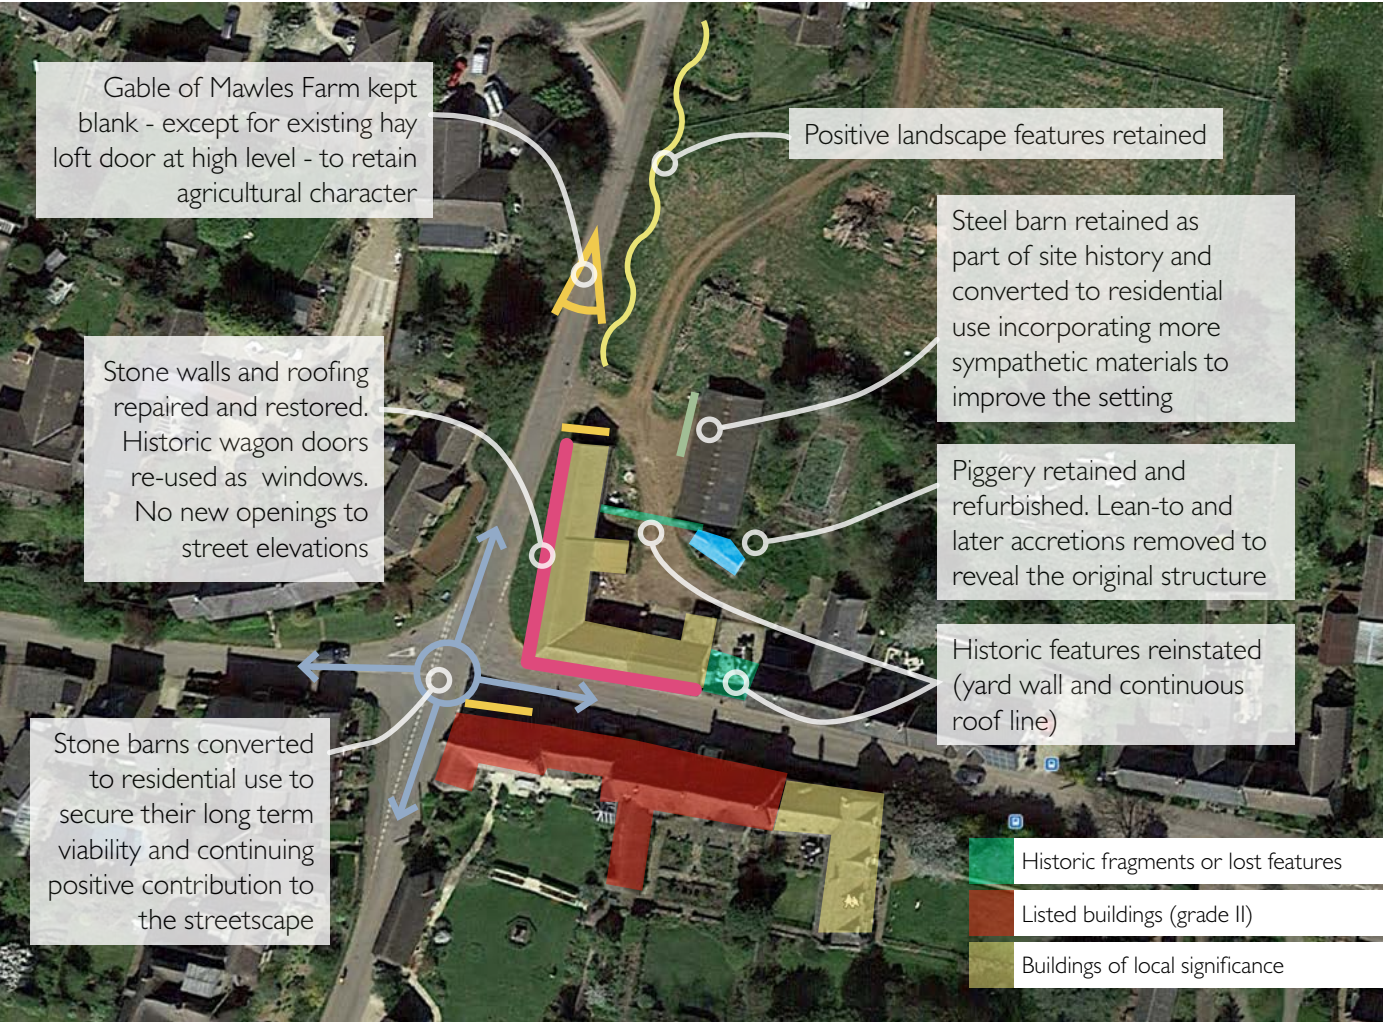 Gable of Mawles Farm kept
blank - except for existing hay
loft door at high level - to retain
agricultural character
Positive landscape features retained
Steel barn retained as
part of site history and
converted to residential
use incorporating more
sympathetic materials to
improve the setting
Stone walls and roofing
repaired and restored.
Historic wagon doors
re-used as windows.
No new openings to
street elevations
Piggery retained and
refurbished. Lean-to and
later accretions removed to
reveal the original structure
Historic features reinstated
(yard wall and continuous
roof line)
Stone barns converted
to residential use to
secure their long term
viability and continuing
positive contribution to
the streetscape
Historic fragments or lost features
Listed buildings (grade II)
Buildings of local significance